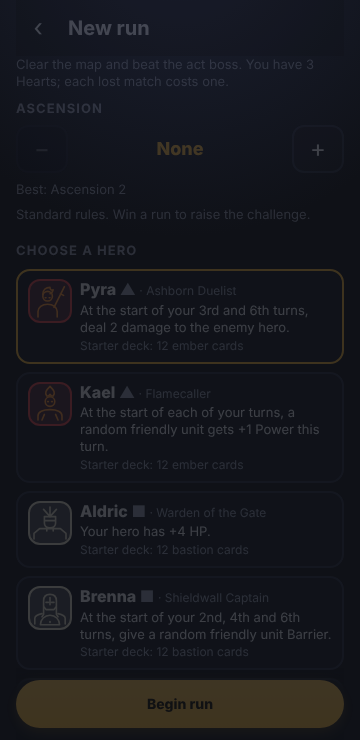 New run
Clear the map and beat the act boss. You have 3
Hearts; each lost match costs one.
ASCENSION
− None +
Best: Ascension 2
Standard rules. Win a run to raise the challenge.
CHOOSE A HERO
Pyra ▲ · Ashborn Duelist
At the start of your 3rd and 6th turns,
deal 2 damage to the enemy hero.
Starter deck: 12 ember cards
Kael ▲ · Flamecaller
At the start of each of your turns, a
random friendly unit gets +1 Power this
turn.
Starter deck: 12 ember cards
Aldric ■ · Warden of the Gate
Your hero has +4 HP.
Starter deck: 12 bastion cards
Brenna ■ · Shieldwall Captain
At the start of your 2nd, 4th and 6th
turns, give a random friendly unit Barrier.
Starter deck: 12 bastion cards
Begin run